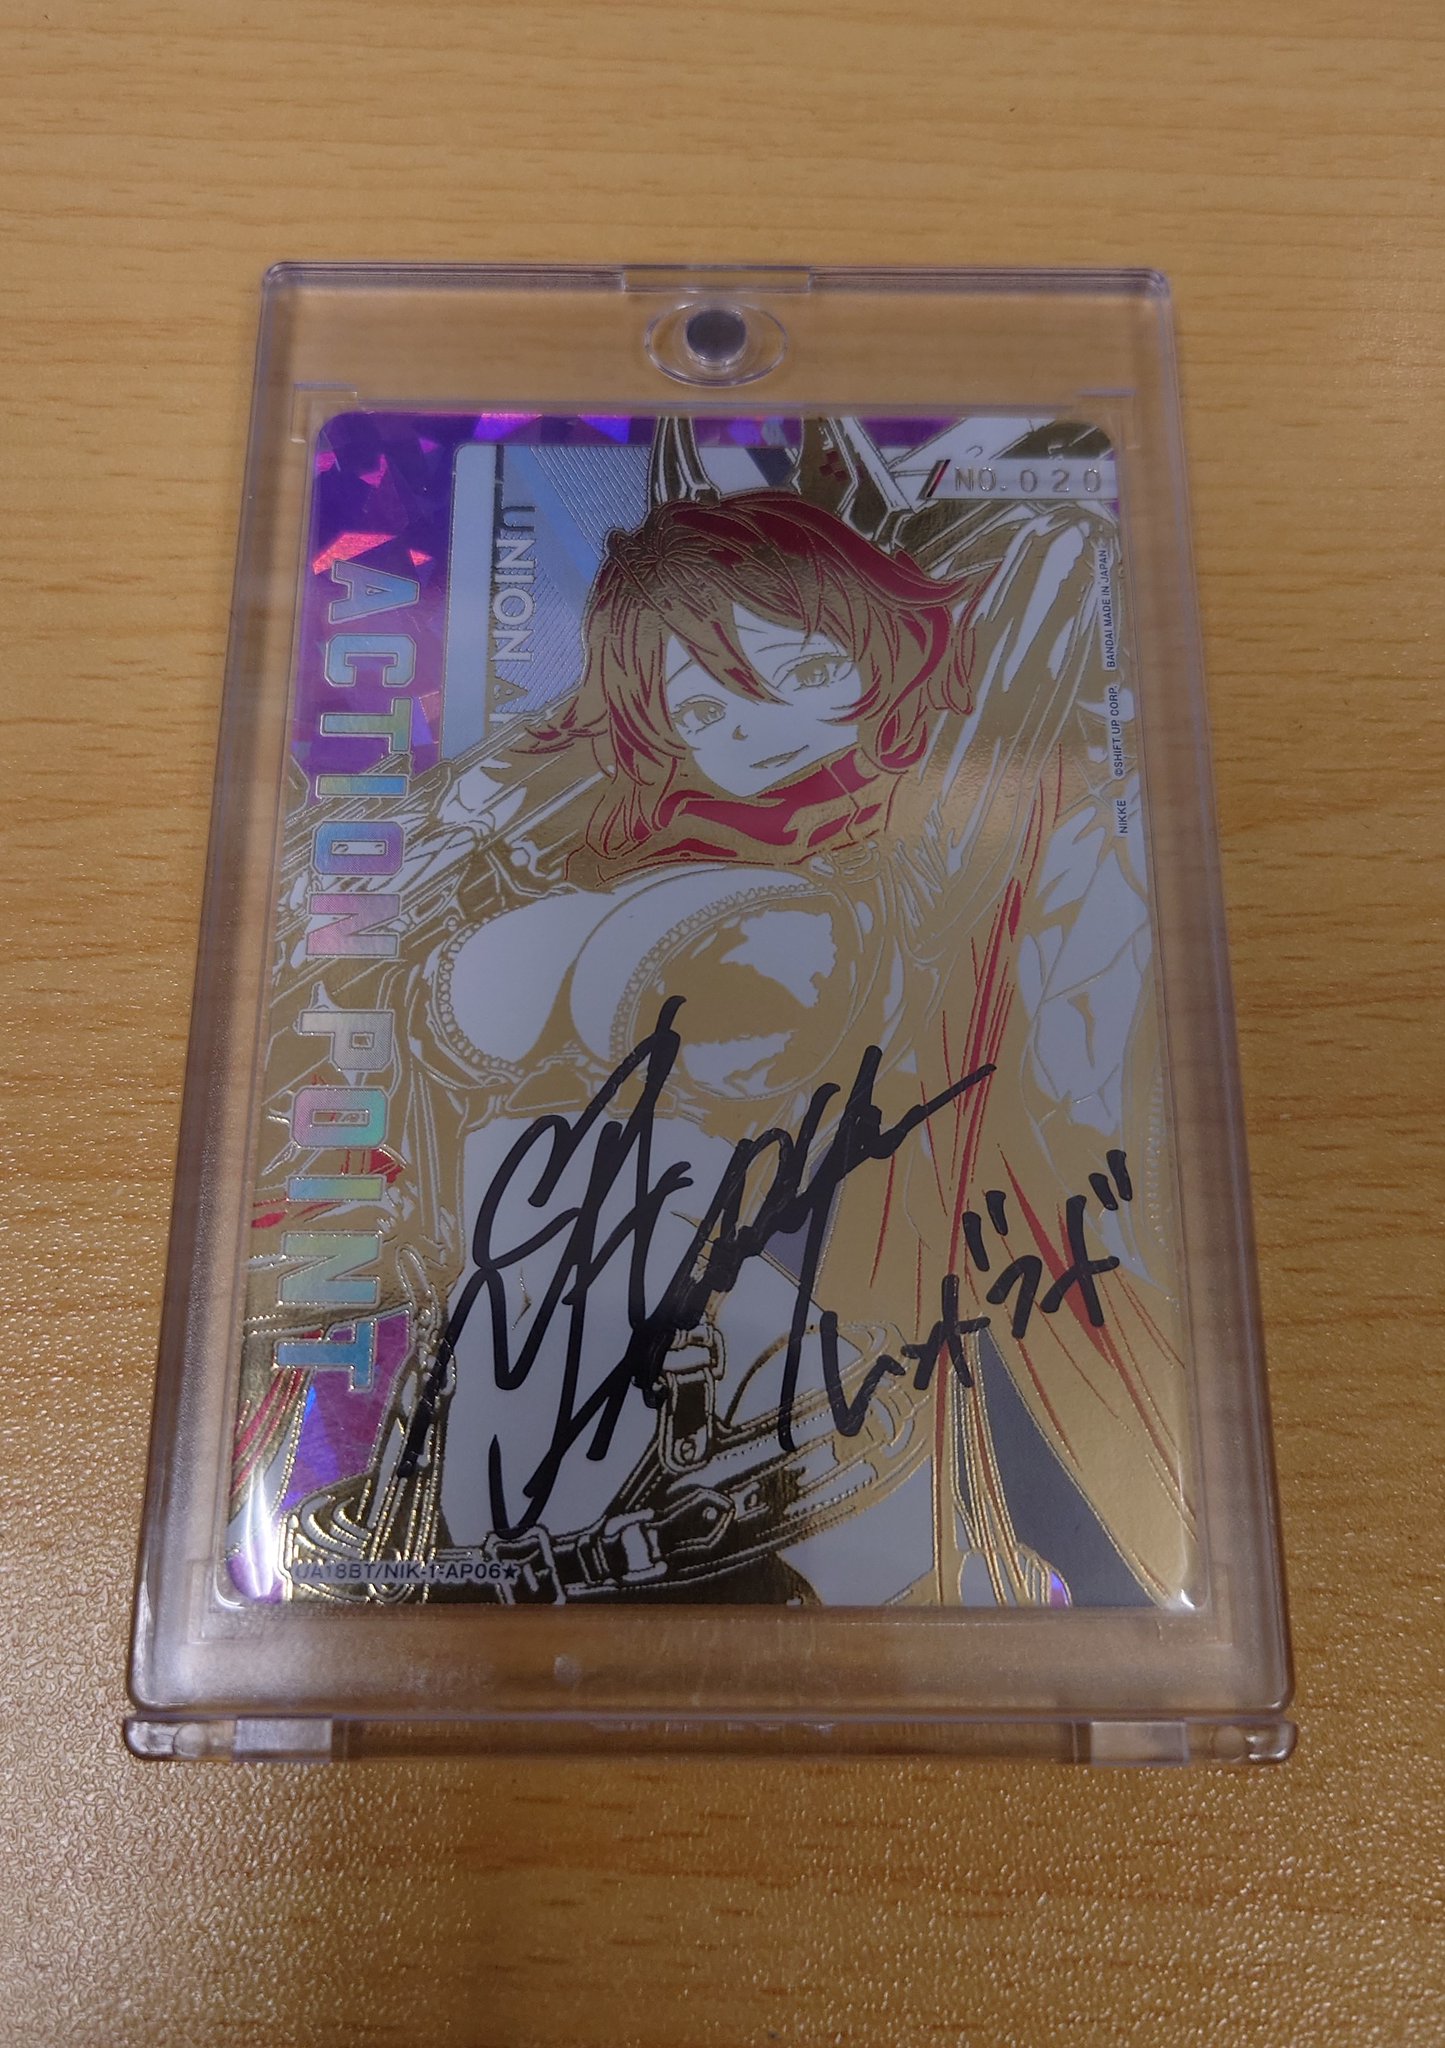 NO.020
UNION A
ACTION POINT
NIKKE ©SHIFT UP CORP. BANDAI MADE IN JAPAN
レッドフード
UA18BT/NIK-1-AP06★